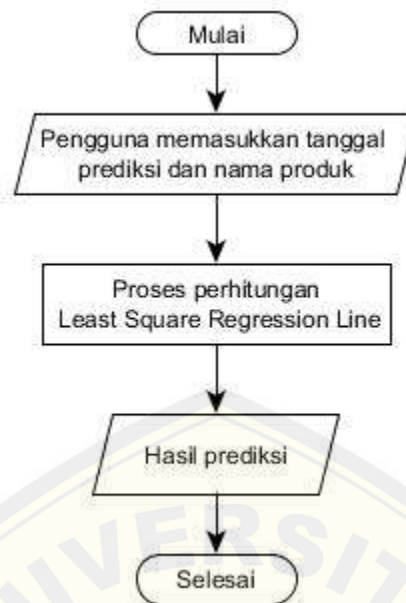 Mulai
Pengguna memasukkan tanggal
prediksi dan nama produk
Proses perhitungan
Least Square Regression Line
Hasil prediksi
Selesai